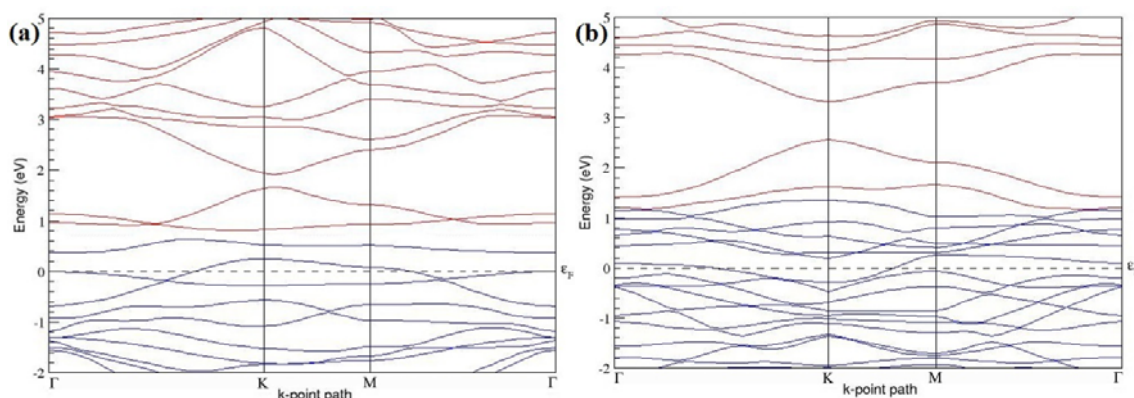 (a)
Energy (eV)
5
4
3
2
1
0
-1
-2
Γ
K
M
Γ
k-point path
εF
(b)
Energy (eV)
5
4
3
2
1
0
-1
-2
Γ
K
M
Γ
k-point path
ε